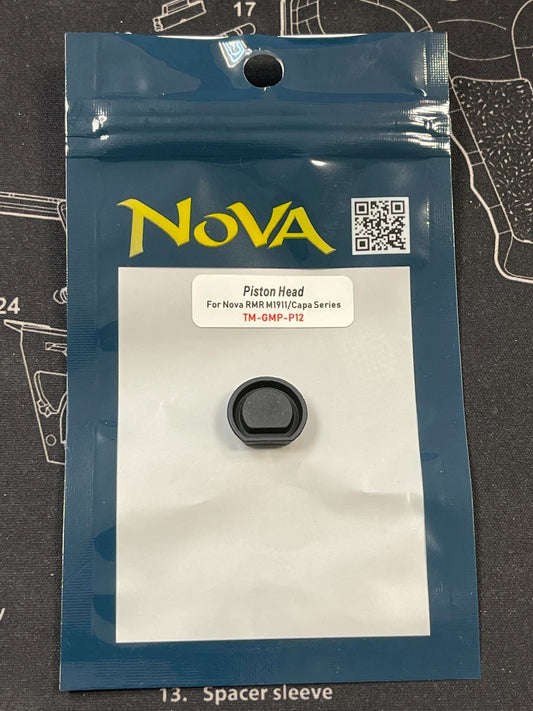 17
NOVA
Piston Head
For Nova RMR M1911/Capa Series
TM-GMP-P12
24
13. Spacer sleeve